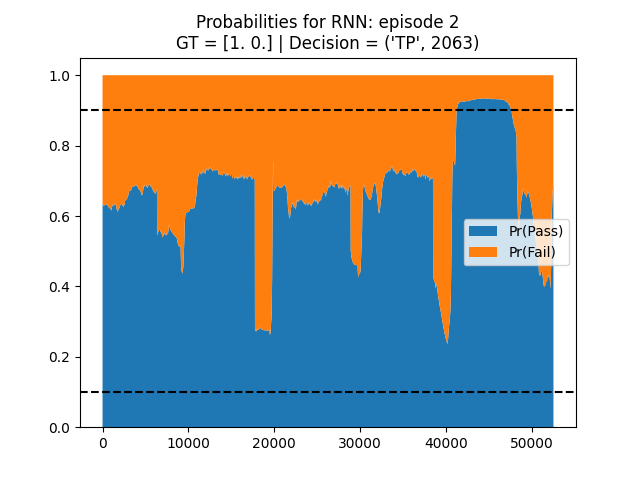 Probabilities for RNN: episode 2
GT = [1. 0.] | Decision = ('TP', 2063)
1.0
0.8
0.6
0.4
0.2
0.0
Pr(Pass)
Pr(Fail)
0 10000 20000 30000 40000 50000